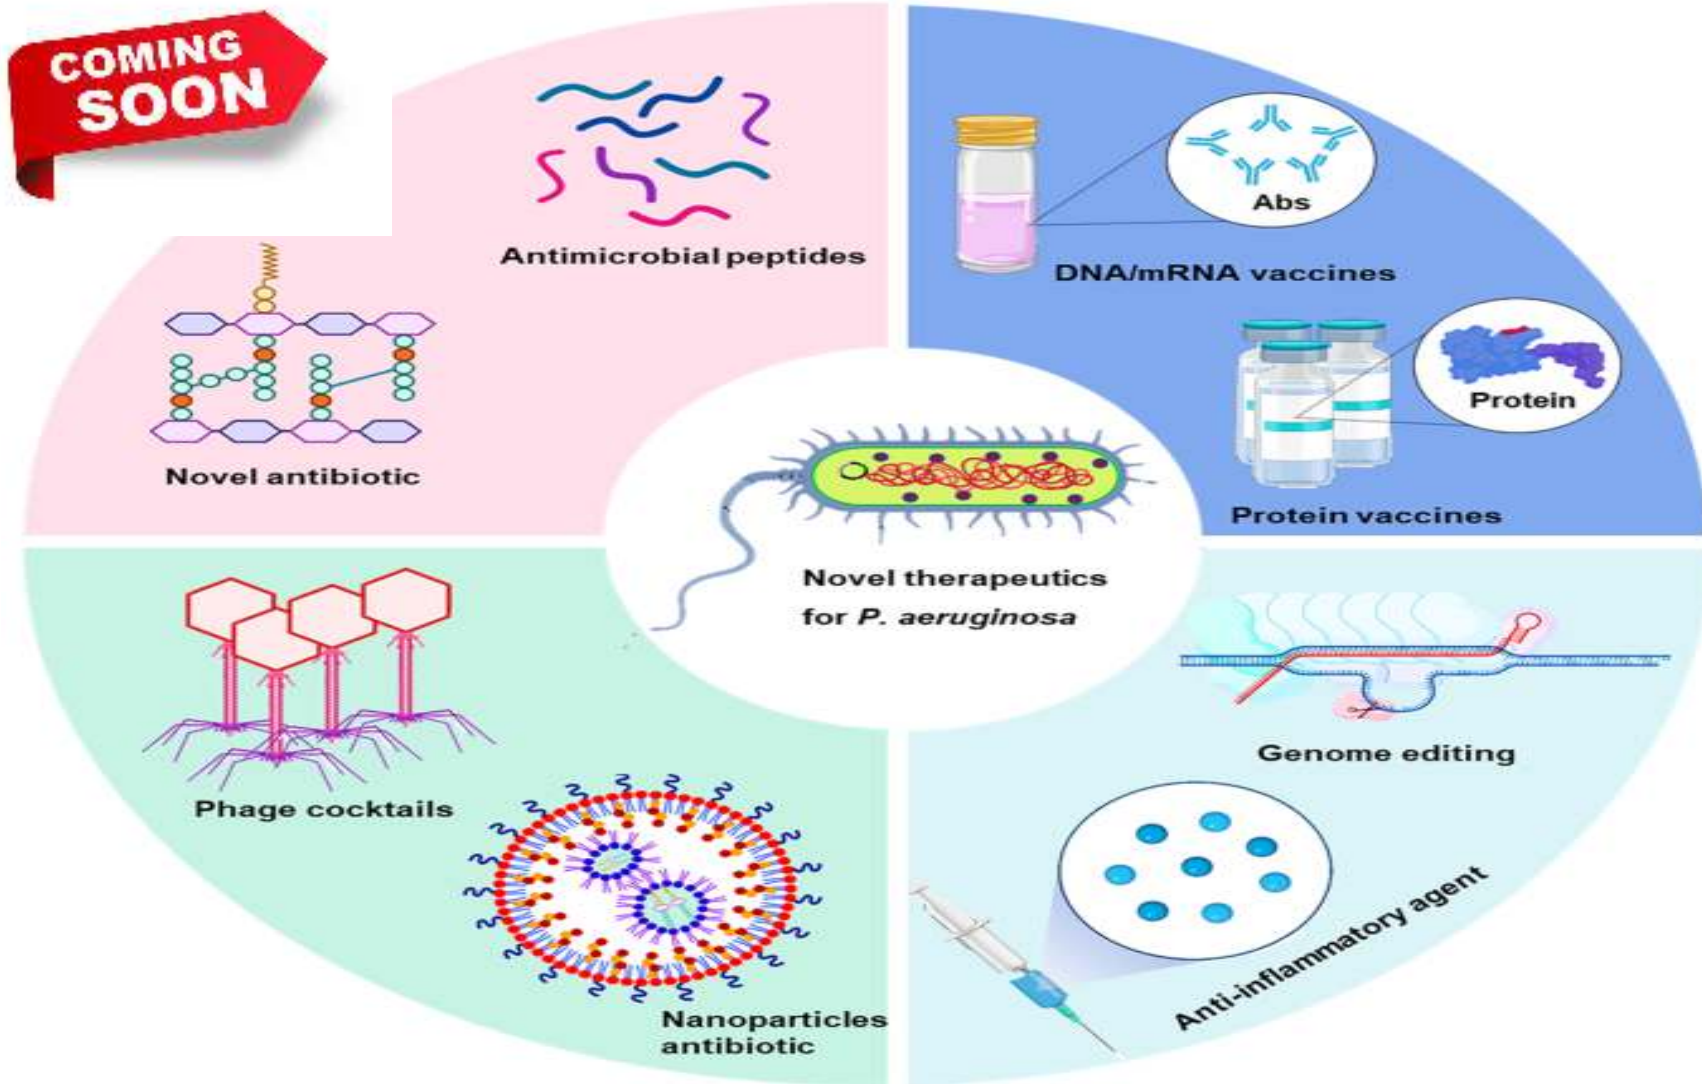 COMING
SOON
Antimicrobial peptides
Novel antibiotic
Abs
DNA/mRNA vaccines
Protein
Protein vaccines
Novel therapeutics
for P. aeruginosa
Phage cocktails
Nanoparticles
antibiotic
Genome editing
Anti-inflammatory agent